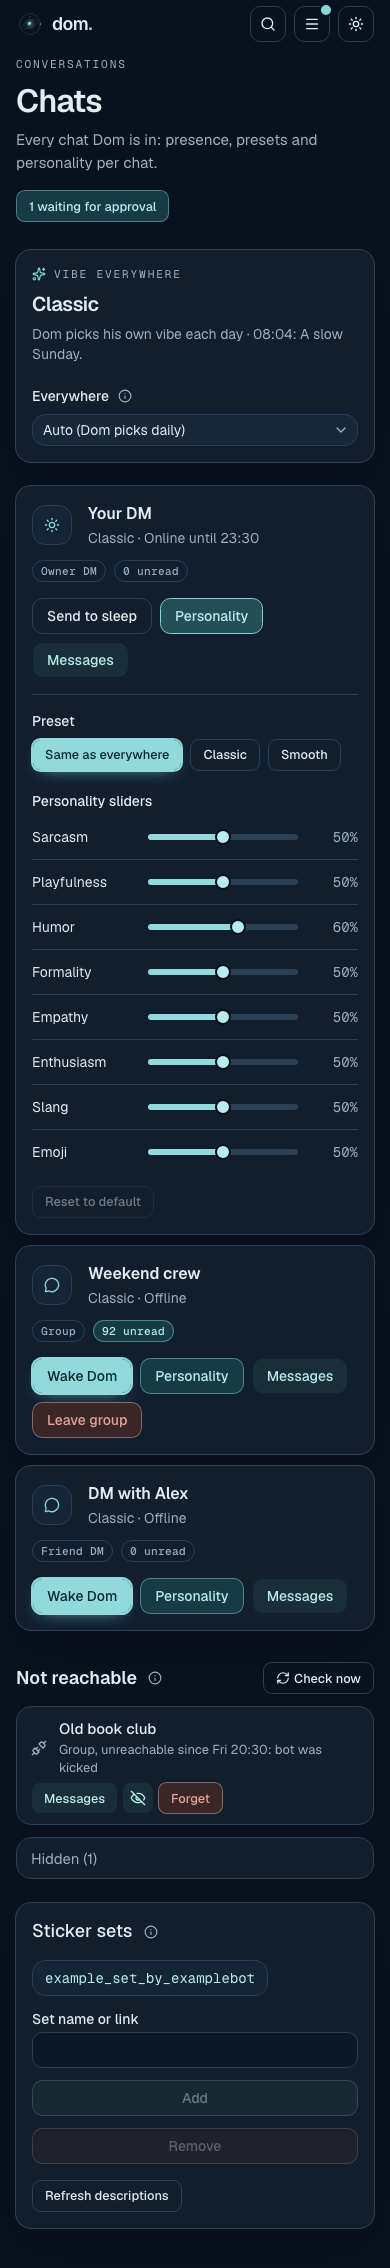 dom.
CONVERSATIONS
Chats
Every chat Dom is in: presence, presets and
personality per chat.
1 waiting for approval
VIBE EVERYWHERE
Classic
Dom picks his own vibe each day · 08:04: A slow
Sunday.
Everywhere
Auto (Dom picks daily)
Your DM
Classic · Online until 23:30
Owner DM 0 unread
Send to sleep Personality
Messages
Preset
Same as everywhere Classic Smooth
Personality sliders
Sarcasm 50%
Playfulness 50%
Humor 60%
Formality 50%
Empathy 50%
Enthusiasm 50%
Slang 50%
Emoji 50%
Reset to default
Weekend crew
Classic · Offline
Group 92 unread
Wake Dom Personality Messages
Leave group
DM with Alex
Classic · Offline
Friend DM 0 unread
Wake Dom Personality Messages
Not reachable Check now
Old book club
Group, unreachable since Fri 20:30: bot was
kicked
Messages Forget
Hidden (1)
Sticker sets
example_set_by_examplebot
Set name or link
Add
Remove
Refresh descriptions